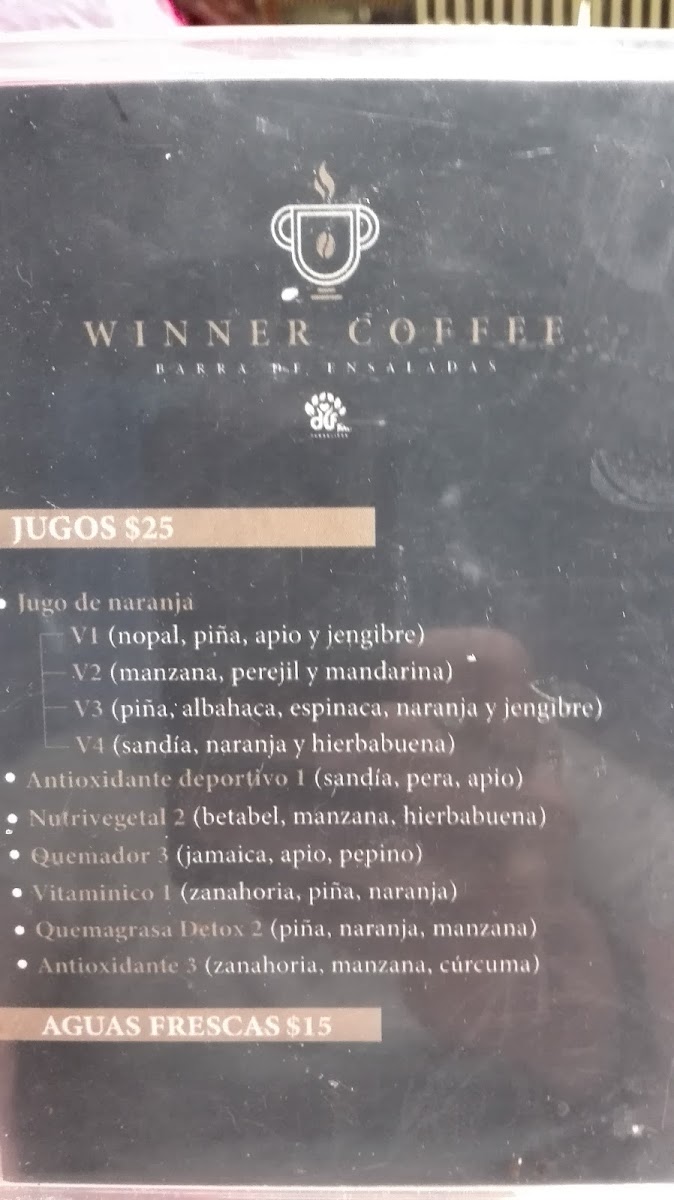 WINNER COFFEE
BARRA DE ENSALADAS
JUGOS $25
• Jugo de naranja
V1 (nopal, piña, apio y jengibre)
V2 (manzana, perejil y mandarina)
V3 (piña, albahaca, espinaca, naranja y jengibre)
V4 (sandía, naranja y hierbabuena)
• Antioxidante deportivo 1 (sandía, pera, apio)
• Nutrivegetal 2 (betabel, manzana, hierbabuena)
• Quemador 3 (jamaica, apio, pepino)
• Vitaminico 1 (zanahoria, piña, naranja)
• Quemagrasa Detox 2 (piña, naranja, manzana)
• Antioxidante 3 (zanahoria, manzana, cúrcuma)
AGUAS FRESCAS $15